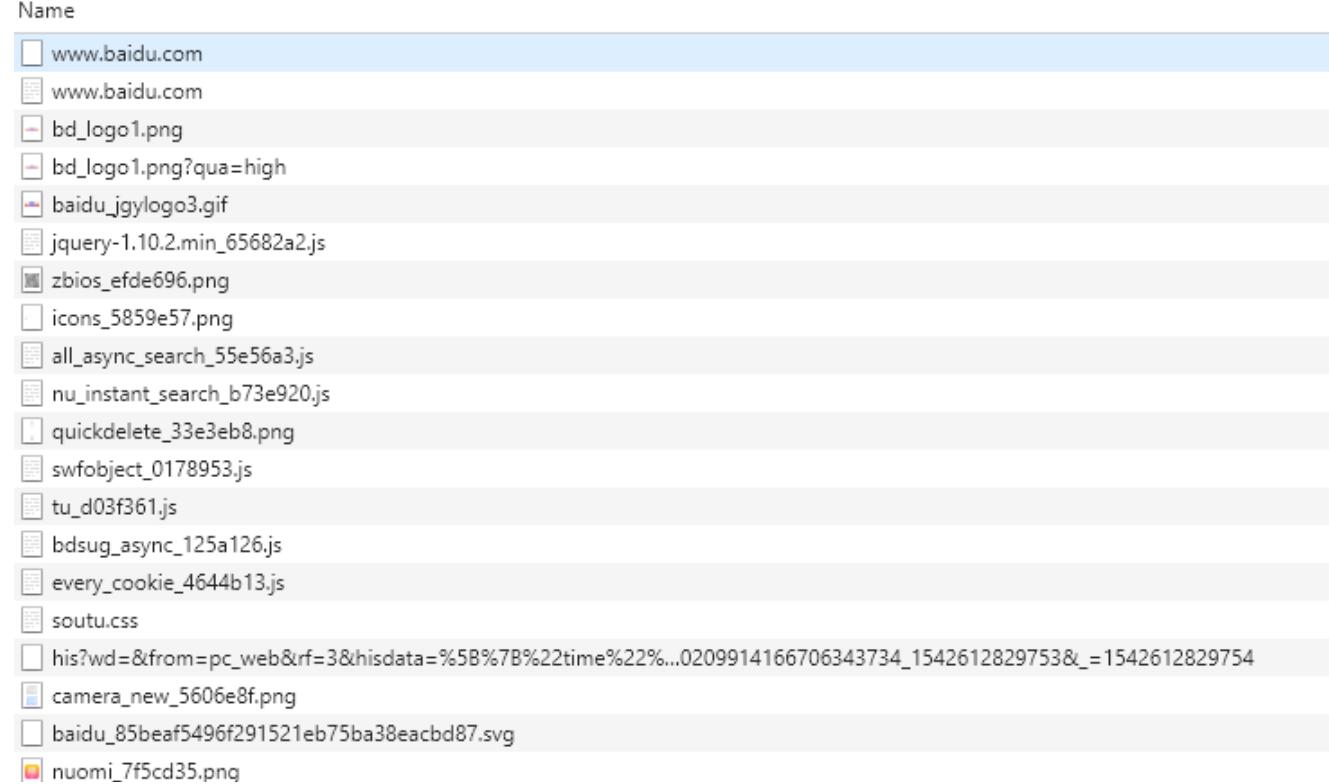 Name
www.baidu.com
www.baidu.com
bd_logo1.png
bd_logo1.png?qua=high
baidu_jgylogo3.gif
jquery-1.10.2.min_65682a2.js
zbios_efde696.png
icons_5859e57.png
all_async_search_55e56a3.js
nu_instant_search_b73e920.js
quickdelete_33e3eb8.png
swfobject_0178953.js
tu_d03f361.js
bdsug_async_125a126.js
every_cookie_4644b13.js
soutu.css
his?wd=&from=pc_web&rf=3&hisdata=%5B%7B%22time%22%...0209914166706343734_1542612829753&_=1542612829754
camera_new_5606e8f.png
baidu_85beaf5496f291521eb75ba38eacbd87.svg
nuomi_7f5cd35.png